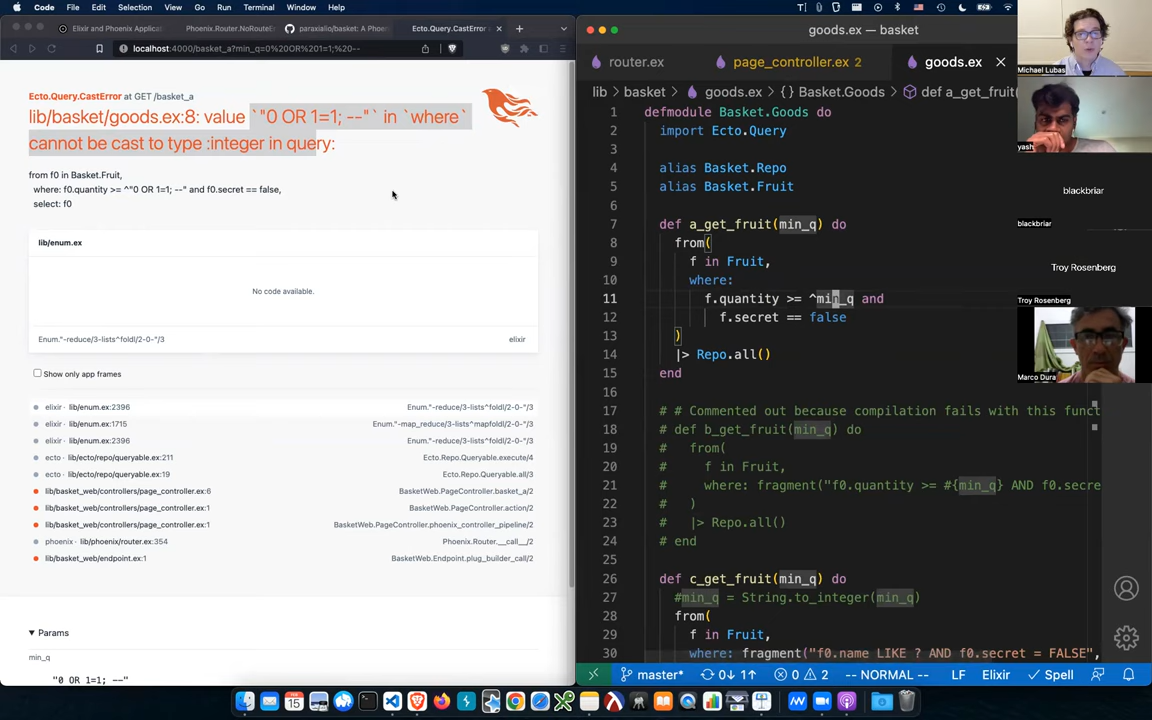 Code File Edit Selection View Go Run Terminal Window Help
Elixir and Phoenix Applicat
Phoenix.Router.NoRouteEr
paraxialio/basket: A Phoen
Ecto.Query.CastError
localhost:4000/basket_a?min_q=0%20OR%201=1;%20--
Ecto.Query.CastError at GET /basket_a
lib/basket/goods.ex:8: value `"0 OR 1=1; --"` in `where`
cannot be cast to type :integer in query:
from f0 in Basket.Fruit,
where: f0.quantity >= ^"0 OR 1=1; --" and f0.secret == false,
select: f0
lib/enum.ex
No code available.
Enum."-reduce/3-lists^foldl/2-0-"/3 elixir
Show only app frames
elixir · lib/enum.ex:2396 Enum."-reduce/3-lists^foldl/2-0-"/3
elixir · lib/enum.ex:1715 Enum."-map_reduce/3-lists^mapfoldl/2-0-"/3
elixir · lib/enum.ex:2396 Enum."-reduce/3-lists^foldl/2-0-"/3
ecto · lib/ecto/repo/queryable.ex:211 Ecto.Repo.Queryable.execute/4
ecto · lib/ecto/repo/queryable.ex:19 Ecto.Repo.Queryable.all/3
lib/basket_web/controllers/page_controller.ex:6 BasketWeb.PageController.basket_a/2
lib/basket_web/controllers/page_controller.ex:1 BasketWeb.PageController.action/2
lib/basket_web/controllers/page_controller.ex:1 BasketWeb.PageController.phoenix_controller_pipeline/2
phoenix · lib/phoenix/router.ex:354 Phoenix.Router.__call__/2
lib/basket_web/endpoint.ex:1 BasketWeb.Endpoint.plug_builder_call/2
Params
min_q
"0 OR 1=1; --"
goods.ex — basket
router.ex page_controller.ex 2 goods.ex
lib > basket > goods.ex > {} Basket.Goods > def a_get_fruit(
1 defmodule Basket.Goods do
2 import Ecto.Query
3
4 alias Basket.Repo
5 alias Basket.Fruit
6
7 def a_get_fruit(min_q) do
8 from(
9 f in Fruit,
10 where:
11 f.quantity >= ^min_q and
12 f.secret == false
13 )
14 |> Repo.all()
15 end
16
17 # # Commented out because compilation fails with this funct
18 # def b_get_fruit(min_q) do
19 # from(
20 # f in Fruit,
21 # where: fragment("f0.quantity >= #{min_q} AND f0.secre
22 # )
23 # |> Repo.all()
24 # end
25
26 def c_get_fruit(min_q) do
27 #min_q = String.to_integer(min_q)
28 from(
29 f in Fruit,
30 where: fragment("f0.name LIKE ? AND f0.secret = FALSE",
master* 0↓ 1↑ 0 2 -- NORMAL -- LF Elixir Spell
Michael Lubas
yash
blackbriar
blackbriar
Troy Rosenberg
Troy Rosenberg
Marco Dura
FEB
15